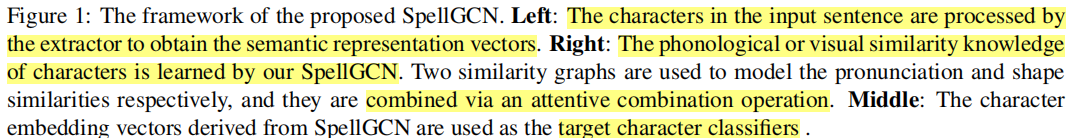 Figure 1: The framework of the proposed SpellGCN. Left: The characters in the input sentence are processed by
the extractor to obtain the semantic representation vectors. Right: The phonological or visual similarity knowledge
of characters is learned by our SpellGCN. Two similarity graphs are used to model the pronunciation and shape
similarities respectively, and they are combined via an attentive combination operation. Middle: The character
embedding vectors derived from SpellGCN are used as the target character classifiers .